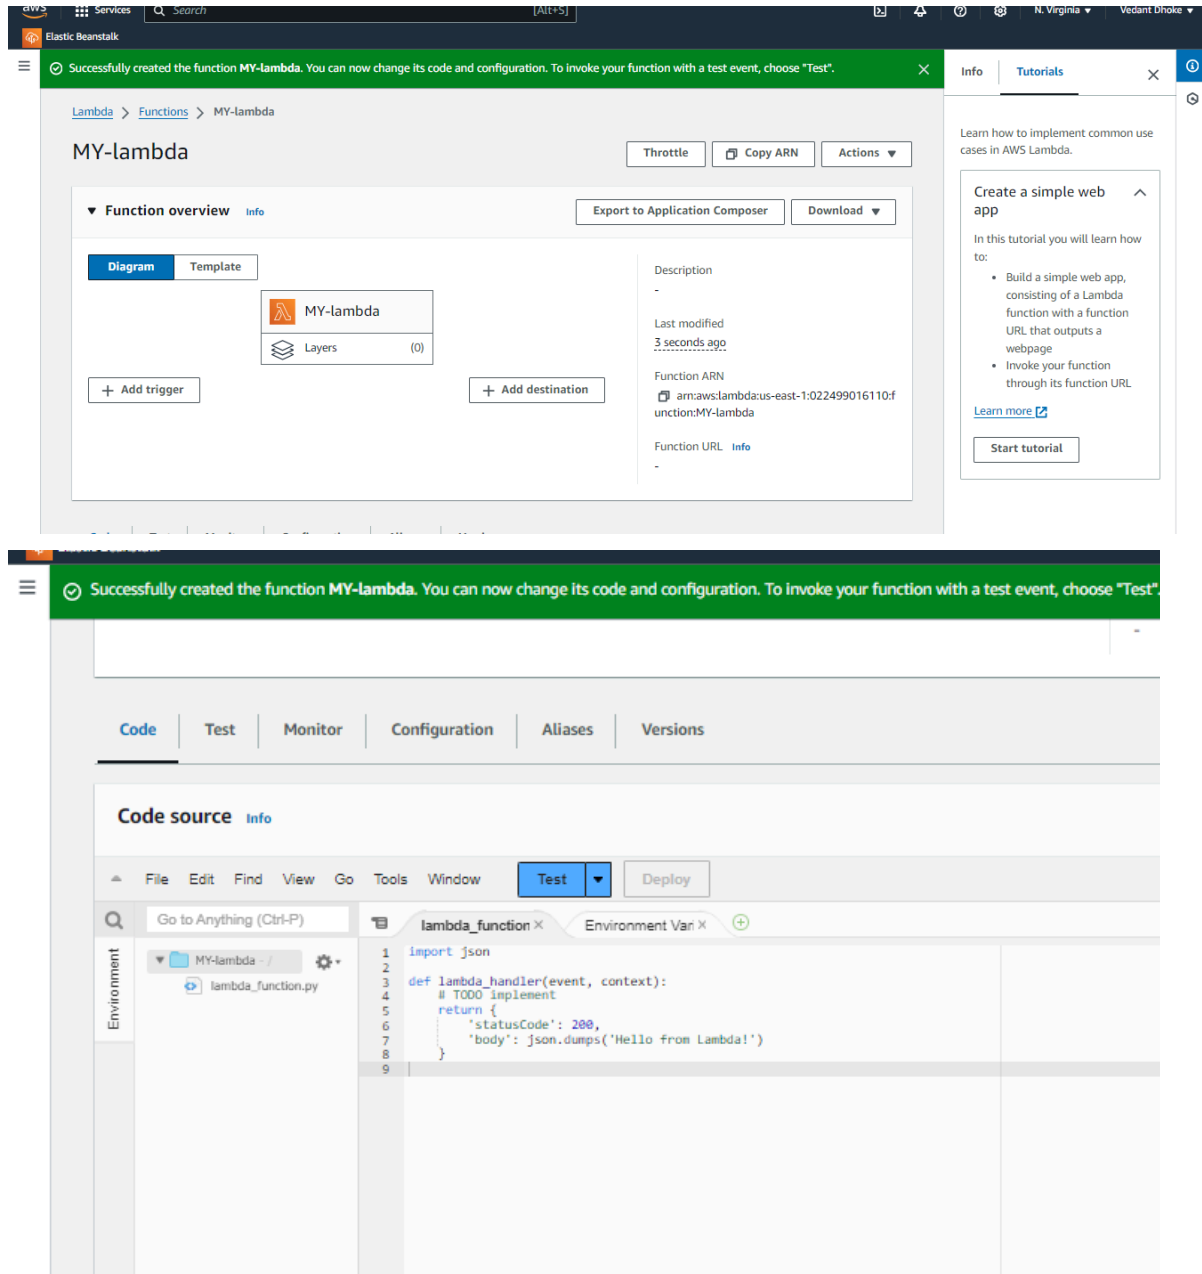 aws Services Search [Alt+S] N. Virginia Vedant Dhoke
Elastic Beanstalk
Successfully created the function MY-lambda. You can now change its code and configuration. To invoke your function with a test event, choose "Test".
Lambda > Functions > MY-lambda
MY-lambda
Throttle Copy ARN Actions
Function overview Info
Export to Application Composer Download
Diagram Template
MY-lambda
Layers (0)
+ Add trigger
+ Add destination
Description
-
Last modified
3 seconds ago
Function ARN
arn:aws:lambda:us-east-1:022499016110:f
unction:MY-lambda
Function URL Info
-
Info Tutorials
Learn how to implement common use
cases in AWS Lambda.
Create a simple web
app
In this tutorial you will learn how
to:
• Build a simple web app,
consisting of a Lambda
function with a function
URL that outputs a
webpage
• Invoke your function
through its function URL
Learn more
Start tutorial
Elastic Beanstalk
Successfully created the function MY-lambda. You can now change its code and configuration. To invoke your function with a test event, choose "Test".
-
Code Test Monitor Configuration Aliases Versions
Code source Info
File Edit Find View Go Tools Window Test Deploy
Go to Anything (Ctrl-P)
lambda_function × Environment Vari ×
Environment
MY-lambda - /
lambda_function.py
1 import json
2
3 def lambda_handler(event, context):
4 # TODO implement
5 return {
6 'statusCode': 200,
7 'body': json.dumps('Hello from Lambda!')
8 }
9